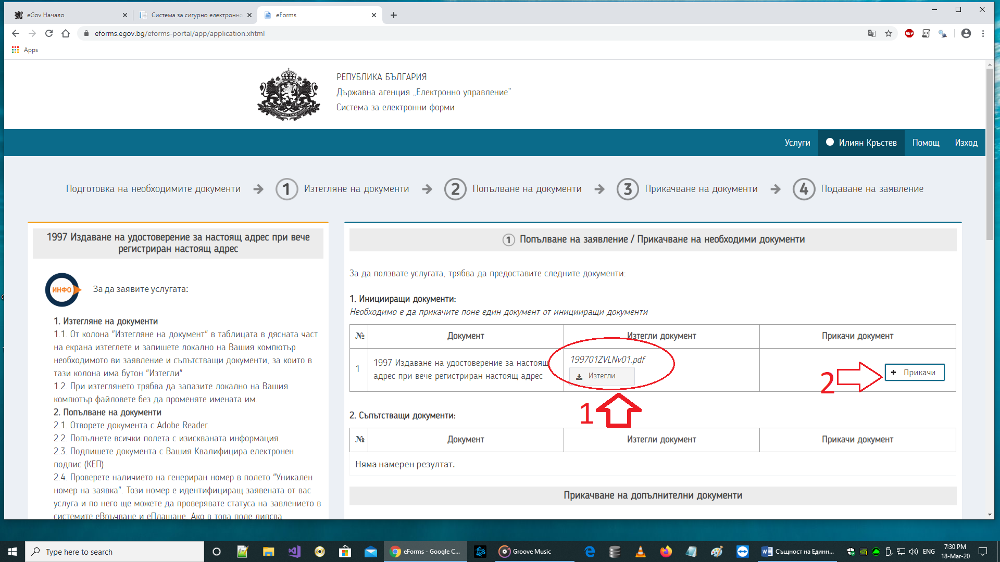 eGov Начало
Система за сигурно електронно
eForms
eforms.egov.bg/eforms-portal/app/application.xhtml
ABP
Apps
РЕПУБЛИКА БЪЛГАРИЯ
Държавна агенция „Електронно управление”
Система за електронни форми
Услуги
Илиян Кръстев
Помощ
Изход
Подготовка на необходимите документи
1 Изтегляне на документи
2 Попълване на документи
3 Прикачване на документи
4 Подаване на заявление
1997 Издаване на удостоверение за настоящ адрес при вече
регистриран настоящ адрес
ИНФО
За да заявите услугата:
1. Изтегляне на документи
1.1. От колона "Изтегляне на документ" в таблицата в дясната част
на екрана изтеглете и запишете локално на Вашия компютър
необходимото ви заявление и съпътстващи документи, за които в
тази колона има бутон "Изтегли"
1.2. При изтеглянето трябва да запазите локално на Вашия
компютър файловете без да променяте имената им.
2. Попълване на документи
2.1. Отворете документа с Adobe Reader.
2.2. Попълнете всички полета с изискваната информация.
2.3. Подпишете документа с Вашия Квалифицира електронен
подпис (КЕП)
2.4. Проверете наличието на генериран номер в полето "Уникален
номер на заявка". Този номер е идентифициращ заявената от вас
услуга и по него ще можете да проверявате статуса на завлението в
системите еВръчване и еПлащане. Ако в това поле липсва
1 Попълване на заявление / Прикачване на необходими документи
За да ползвате услугата, трябва да предоставите следните документи:
1. Иницииращи документи:
Необходимо е да прикачите поне един документ от иницииращи документи
№ Документ Изтегли документ Прикачи документ
1
1997 Издаване на удостоверение за настоящ
адрес при вече регистриран настоящ адрес
199701ZVLNv01.pdf
Изтегли
Прикачи
2
1
2. Съпътстващи документи:
№ Документ Изтегли документ Прикачи документ
Няма намерен резултат.
Прикачване на допълнителни документи
Type here to search
eForms - Google C...
Groove Music
Същност на Единн...
ENG
7:30 PM
18-Mar-20